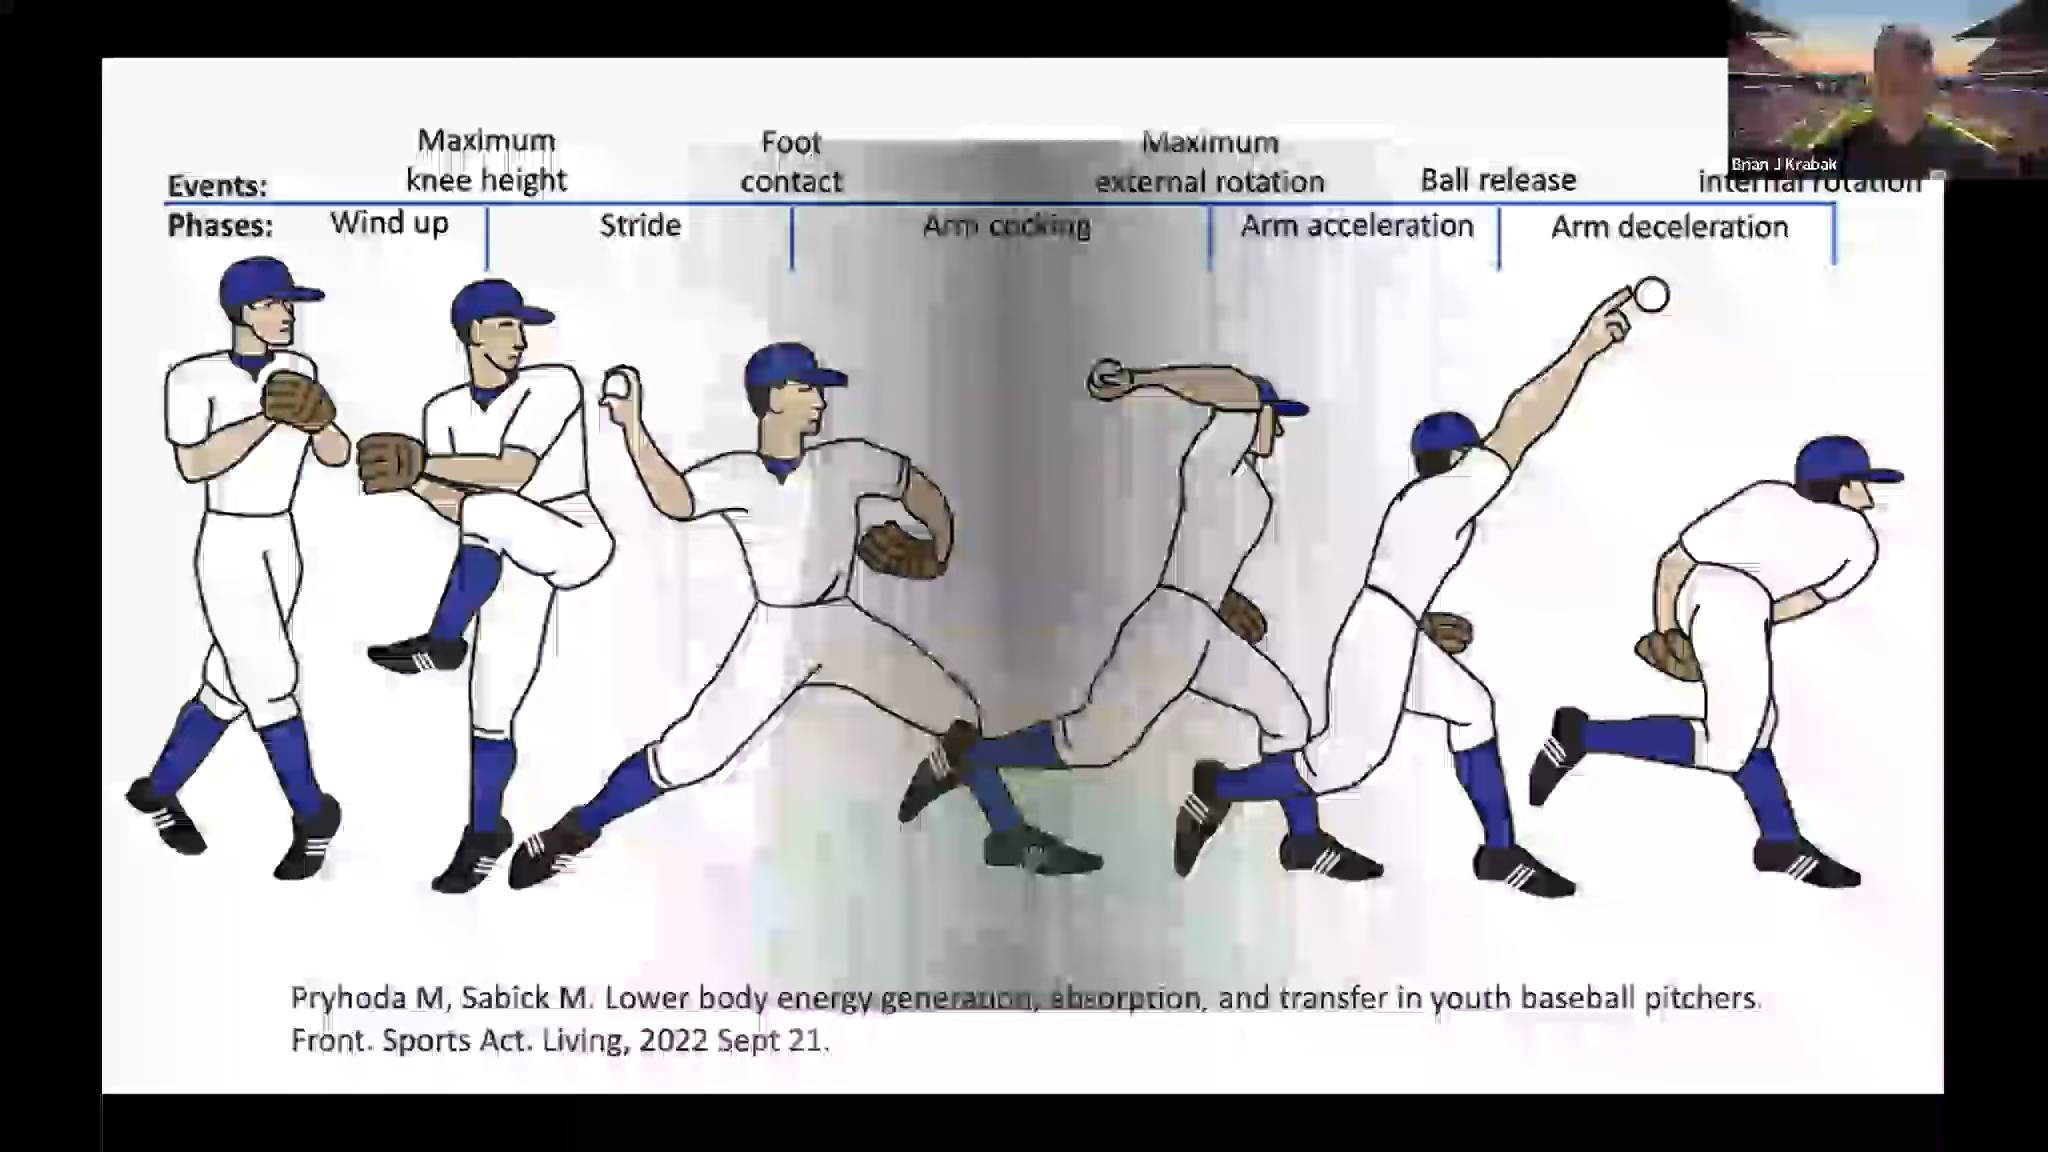 Maximum
knee height
Foot
contact
Maximum
external rotation
Ball release
internal rotation
Events:
Phases:
Wind up
Stride
Arm cocking
Arm acceleration
Arm deceleration
Brian J Krabak
Pryhoda M, Sabick M. Lower body energy generation, absorption, and transfer in youth baseball pitchers.
Front. Sports Act. Living, 2022 Sept 21.